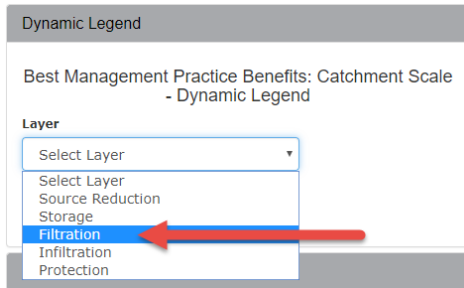 Dynamic Legend
Best Management Practice Benefits: Catchment Scale
- Dynamic Legend
Layer
Select Layer
Select Layer
Source Reduction
Storage
Filtration
Infiltration
Protection